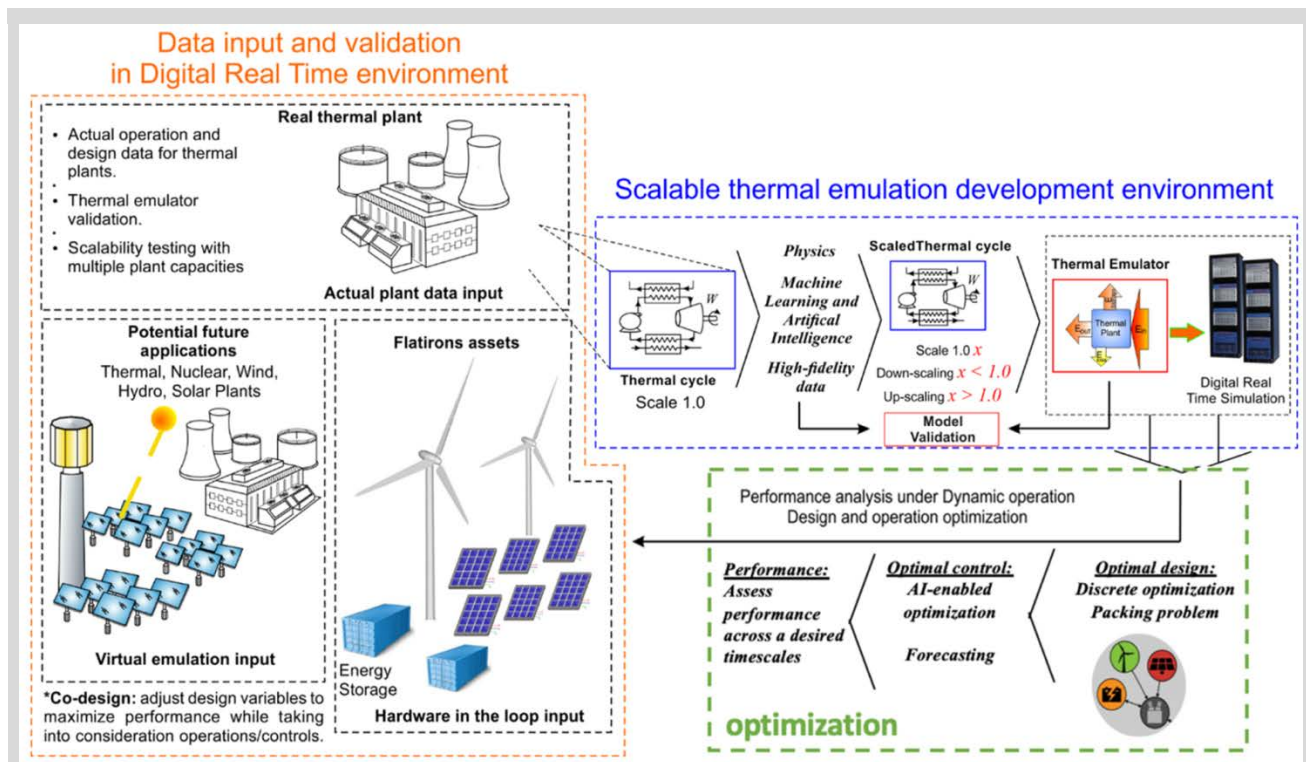 Data input and validation
in Digital Real Time environment
Real thermal plant
• Actual operation and
design data for thermal
plants.
•
• Thermal emulator
validation.
•
• Scalability testing with
multiple plant capacities
Actual plant data input
Potential future
applications
Thermal, Nuclear, Wind,
Hydro, Solar Plants
Virtual emulation input
Flatirons assets
Energy
Storage
Hardware in the loop input
*Co-design: adjust design variables to
maximize performance while taking
into consideration operations/controls.
Scalable thermal emulation development environment
W
Thermal cycle
Scale 1.0
Physics
Machine
Learning and
Artifical
Intelligence
High-fidelity
data
ScaledThermal cycle
W
Scale 1.0 x
Down-scaling x < 1.0
Up-scaling x > 1.0
Model
Validation
Thermal Emulator
Eout
Thermal
Plant
Ein
Digital Real
Time Simulation
Performance analysis under Dynamic operation
Design and operation optimization
Performance:
Assess
performance
across a desired
timescales
Optimal control:
AI-enabled
optimization
Forecasting
Optimal design:
Discrete optimization
Packing problem
optimization